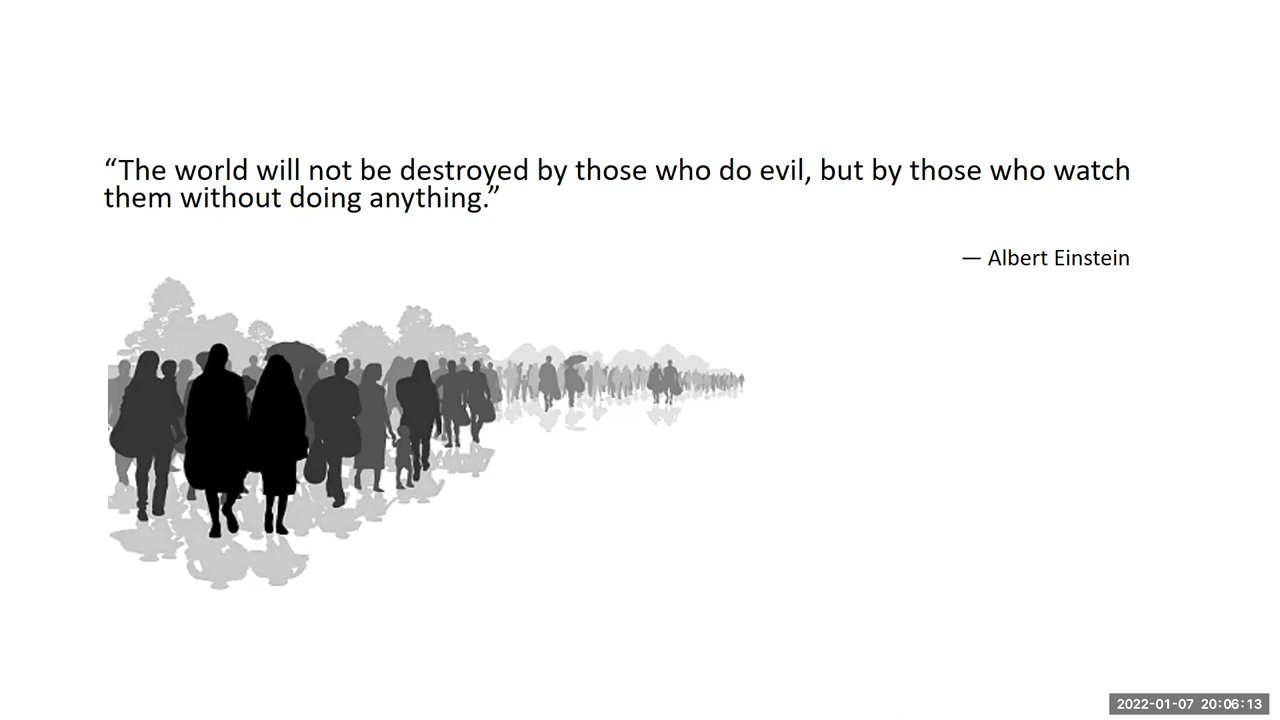 “The world will not be destroyed by those who do evil, but by those who watch
them without doing anything.”
— Albert Einstein
2022-01-07 20:06:13